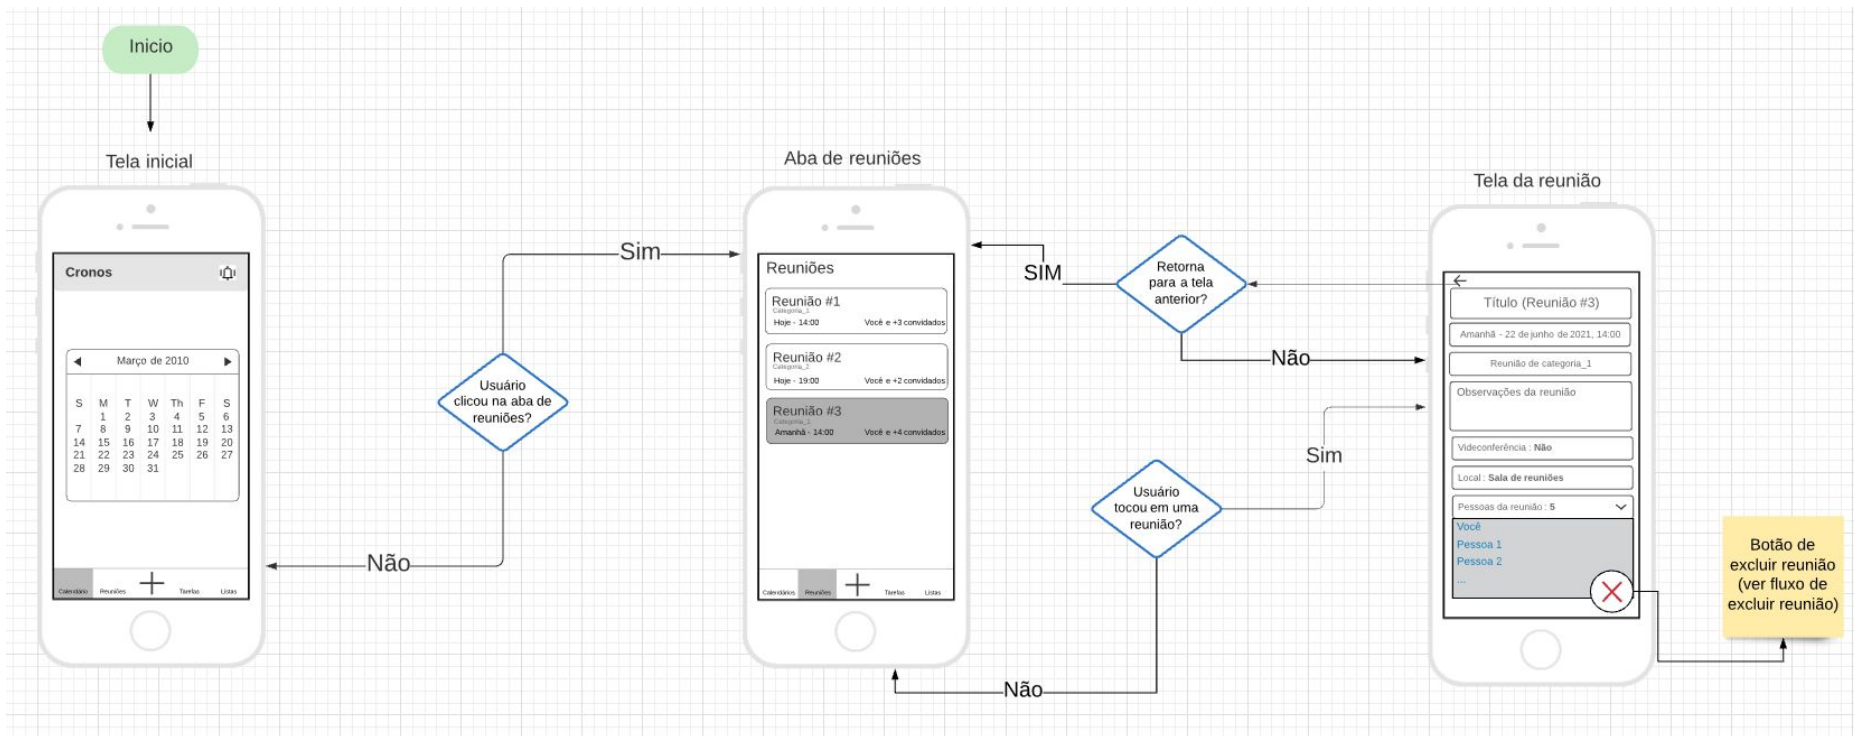 Inicio
Tela inicial
Cronos
Março de 2010
S M T W Th F S
1 2 3 4 5 6
7 8 9 10 11 12 13
14 15 16 17 18 19 20
21 22 23 24 25 26 27
28 29 30 31
Calendário Reuniões Tarefas Listas
Usuário
clicou na aba de
reuniões?
Sim
Não
Aba de reuniões
Reuniões
Reunião #1
Categoria_1
Hoje - 14:00 Você e +3 convidados
Reunião #2
Categoria_2
Hoje - 19:00 Você e +2 convidados
Reunião #3
Amanhã - 14:00 Você e +4 convidados
Calendários Reuniões Tarefas Listas
Retorna
para a tela
anterior?
SIM
Não
Usuário
tocou em uma
reunião?
Sim
Não
Tela da reunião
Título (Reunião #3)
Amanhã - 22 de junho de 2021, 14:00
Reunião de categoria_1
Observações da reunião
Videconferência : Não
Local : Sala de reuniões
Pessoas da reunião : 5
Você
Pessoa 1
Pessoa 2
...
Botão de
excluir reunião
(ver fluxo de
excluir reunião)